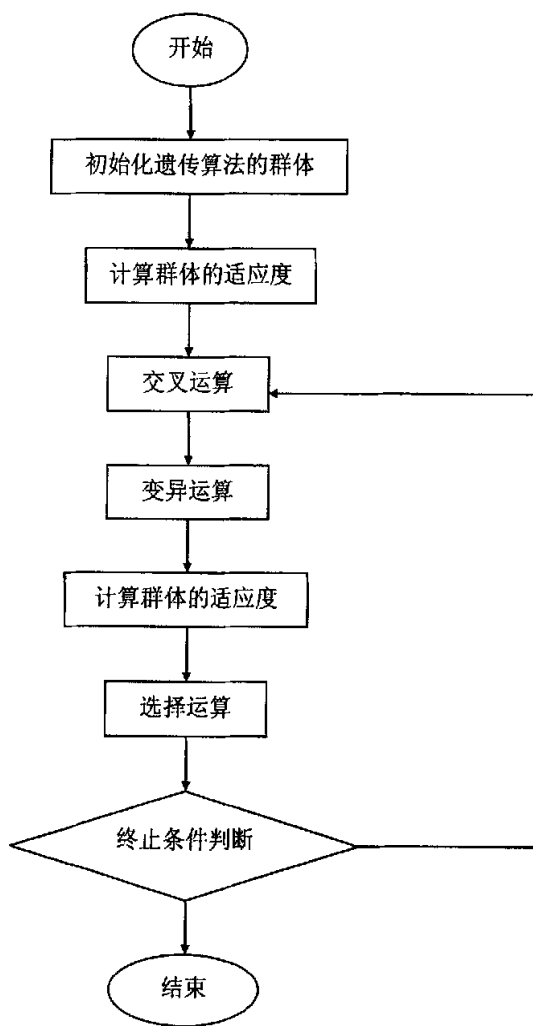 开始
初始化遗传算法的群体
计算群体的适应度
交叉运算
变异运算
计算群体的适应度
选择运算
终止条件判断
结束